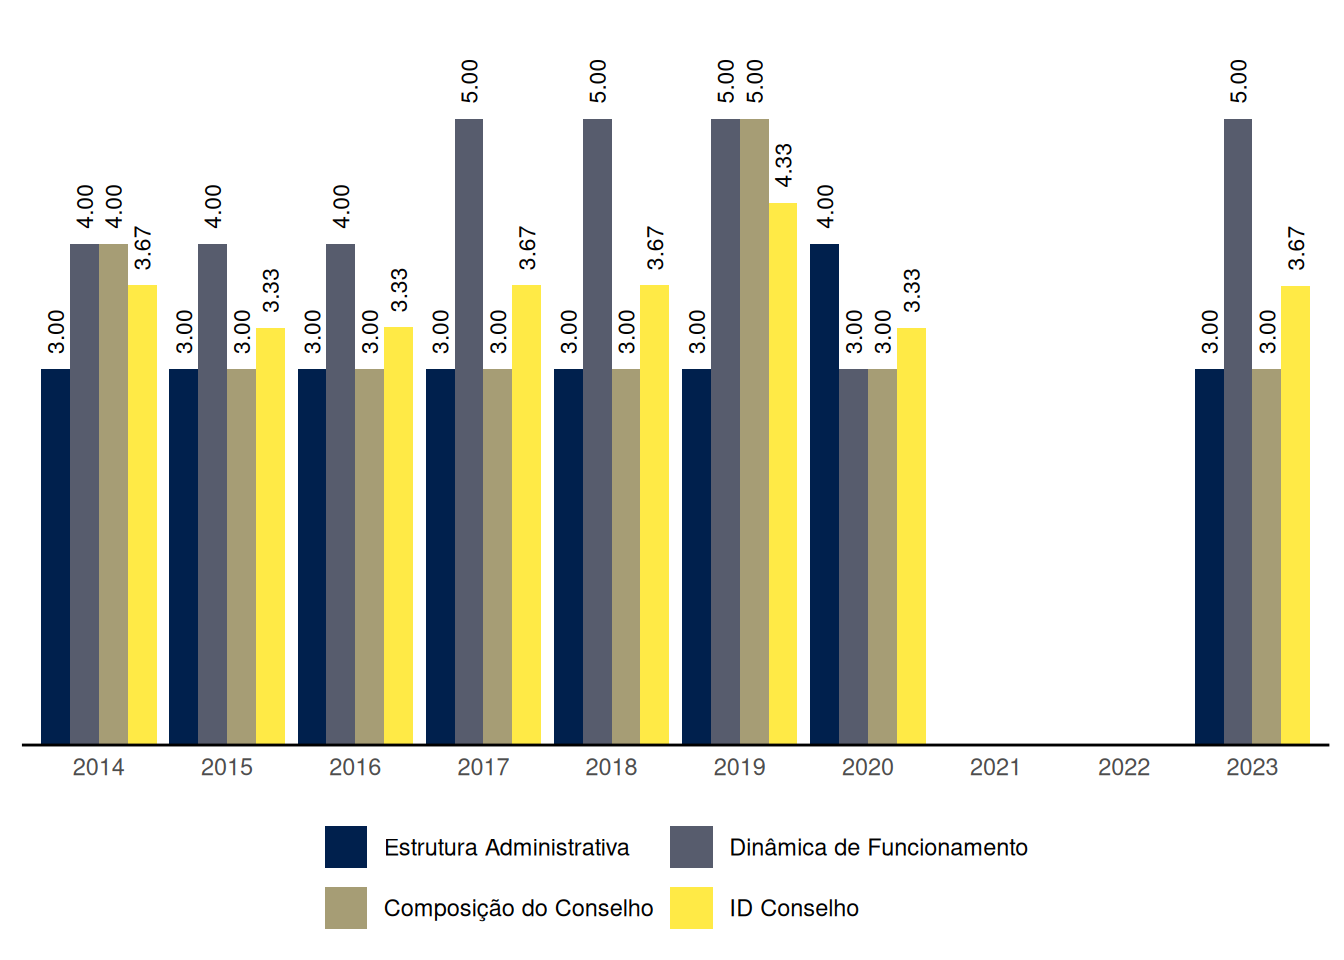 3.00 4.00 4.00 3.67
3.00 4.00 3.00 3.33
3.00 4.00 3.00 3.33
3.00 5.00 3.00 3.67
3.00 5.00 3.00 3.67
3.00 5.00 5.00 4.33
4.00 3.00 3.00 3.33
3.00 5.00 3.00 3.67
2014 2015 2016 2017 2018 2019 2020 2021 2022 2023
Estrutura Administrativa Dinâmica de Funcionamento
Composição do Conselho ID Conselho